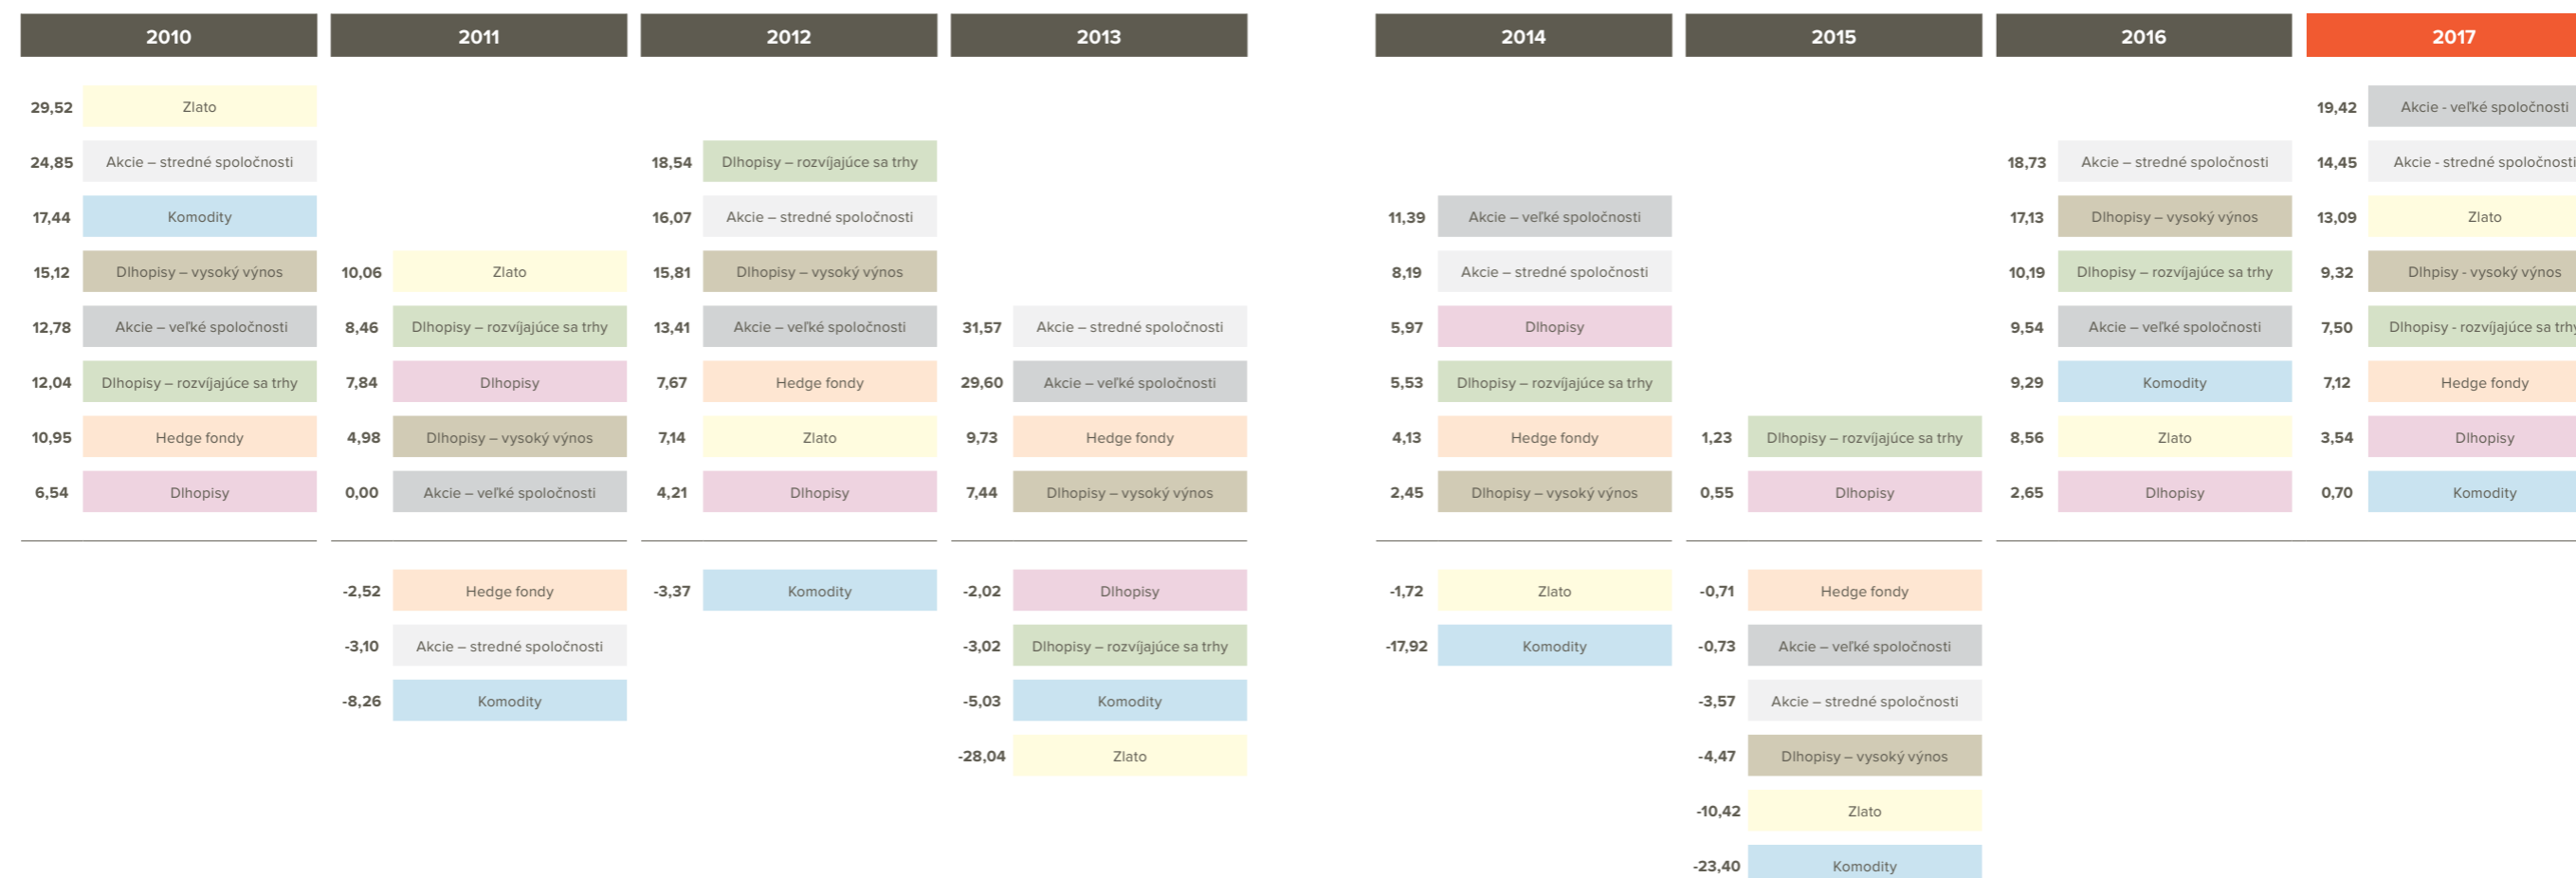 2010
29,52 Zlato
24,85 Akcie – stredné spoločnosti
17,44 Komodity
15,12 Dlhopisy – vysoký výnos
12,78 Akcie – veľké spoločnosti
12,04 Dlhopisy – rozvíjajúce sa trhy
10,95 Hedge fondy
6,54 Dlhopisy
2011
10,06 Zlato
8,46 Dlhopisy – rozvíjajúce sa trhy
7,84 Dlhopisy
4,98 Dlhopisy – vysoký výnos
0,00 Akcie – veľké spoločnosti
-2,52 Hedge fondy
-3,10 Akcie – stredné spoločnosti
-8,26 Komodity
2012
18,54 Dlhopisy – rozvíjajúce sa trhy
16,07 Akcie – stredné spoločnosti
15,81 Dlhopisy – vysoký výnos
13,41 Akcie – veľké spoločnosti
7,67 Hedge fondy
7,14 Zlato
4,21 Dlhopisy
-3,37 Komodity
2013
31,57 Akcie – stredné spoločnosti
29,60 Akcie – veľké spoločnosti
9,73 Hedge fondy
7,44 Dlhopisy – vysoký výnos
-2,02 Dlhopisy
-3,02 Dlhopisy – rozvíjajúce sa trhy
-5,03 Komodity
-28,04 Zlato
2014
11,39 Akcie – veľké spoločnosti
8,19 Akcie – stredné spoločnosti
5,97 Dlhopisy
5,53 Dlhopisy – rozvíjajúce sa trhy
4,13 Hedge fondy
2,45 Dlhopisy – vysoký výnos
-1,72 Zlato
-17,92 Komodity
2015
1,23 Dlhopisy – rozvíjajúce sa trhy
0,55 Dlhopisy
-0,71 Hedge fondy
-0,73 Akcie – veľké spoločnosti
-3,57 Akcie – stredné spoločnosti
-4,47 Dlhopisy – vysoký výnos
-10,42 Zlato
-23,40 Komodity
2016
18,73 Akcie – stredné spoločnosti
17,13 Dlhopisy – vysoký výnos
10,19 Dlhopisy – rozvíjajúce sa trhy
9,54 Akcie – veľké spoločnosti
9,29 Komodity
8,56 Zlato
2,65 Dlhopisy
2017
19,42 Akcie - veľké spoločnosti
14,45 Akcie - stredné spoločnosti
13,09 Zlato
9,32 Dlhpisy - vysoký výnos
7,50 Dlhopisy - rozvíjajúce sa trhy
7,12 Hedge fondy
3,54 Dlhopisy
0,70 Komodity